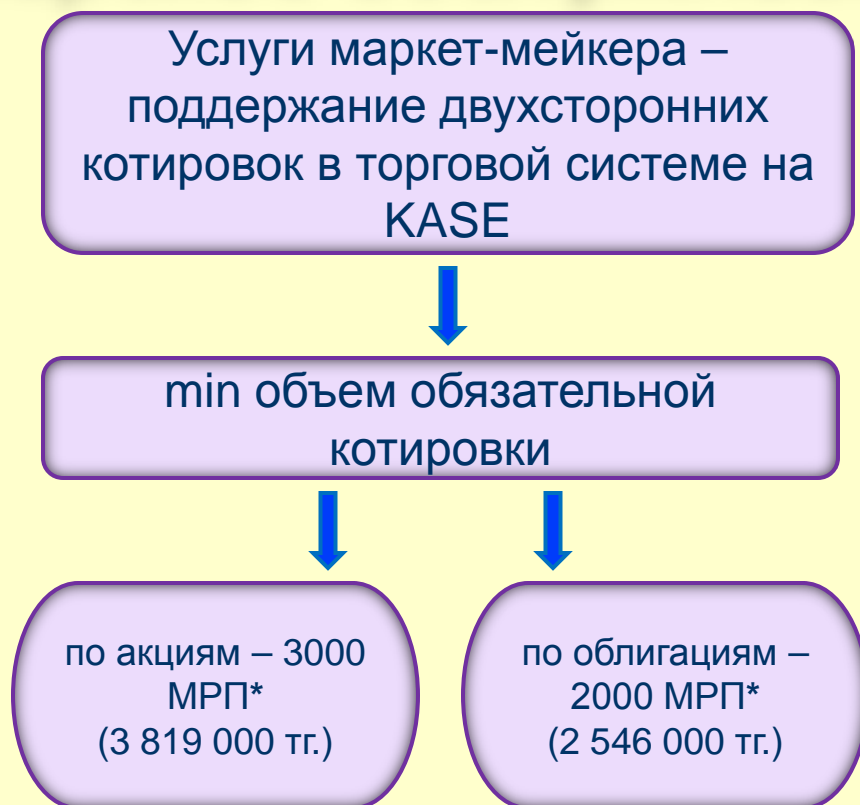 Услуги маркет-мейкера –
поддержание двухсторонних
котировок в торговой системе на
KASE
min объем обязательной
котировки
по акциям – 3000
МРП*
(3 819 000 тг.)
по облигациям –
2000 МРП*
(2 546 000 тг.)